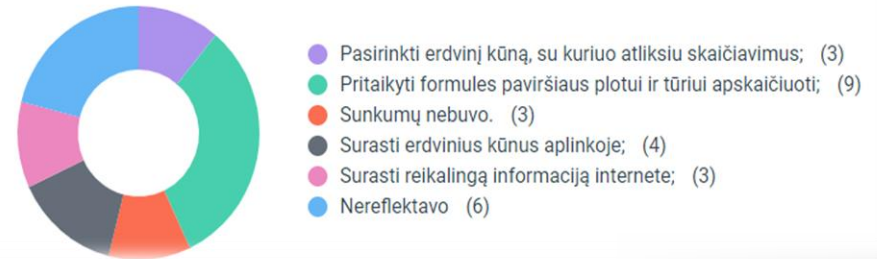 Pasirinkti erdvinį kūną, su kuriuo atliksiu skaičiavimus; (3)
Pritaikyti formules paviršiaus plotui ir tūriui apskaičiuoti; (9)
Sunkumų nebuvo. (3)
Surasti erdvinius kūnus aplinkoje; (4)
Surasti reikalingą informaciją internete; (3)
Nereflektavo (6)